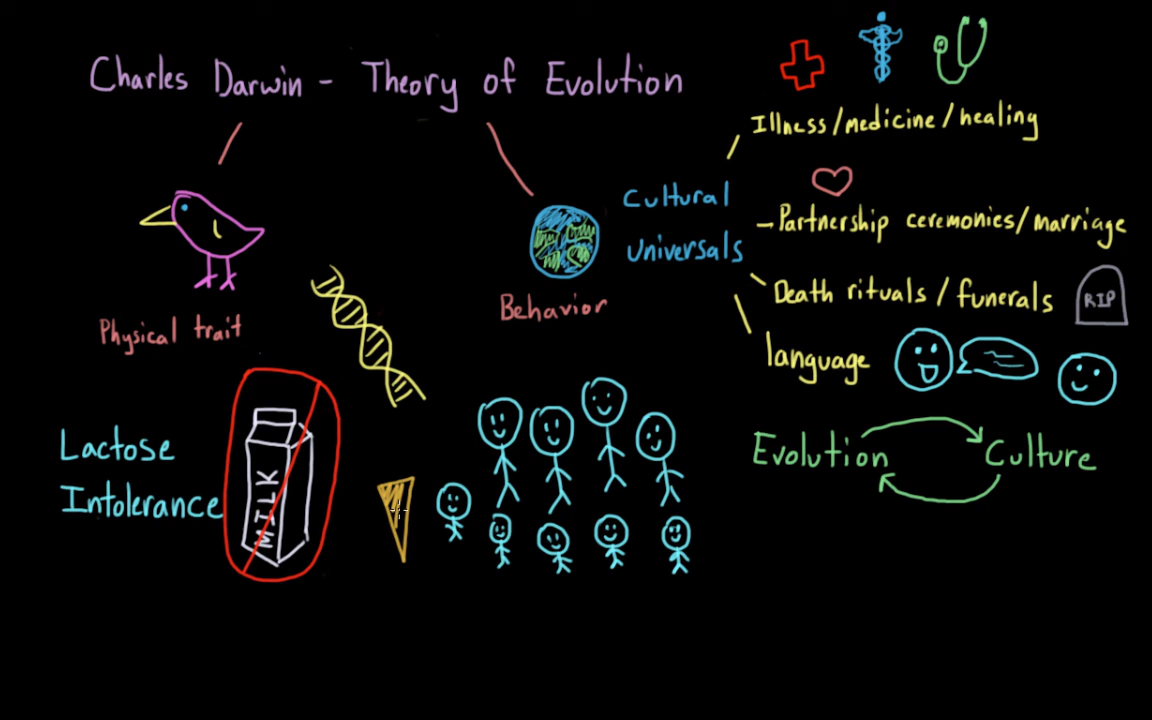 Charles Darwin - Theory of Evolution
Illness/medicine/healing
Cultural
Universals
- Partnership ceremonies/marriage
Death rituals/funerals
RIP
language
Behavior
Physical trait
Lactose
Intolerance
MILK
Evolution
Culture